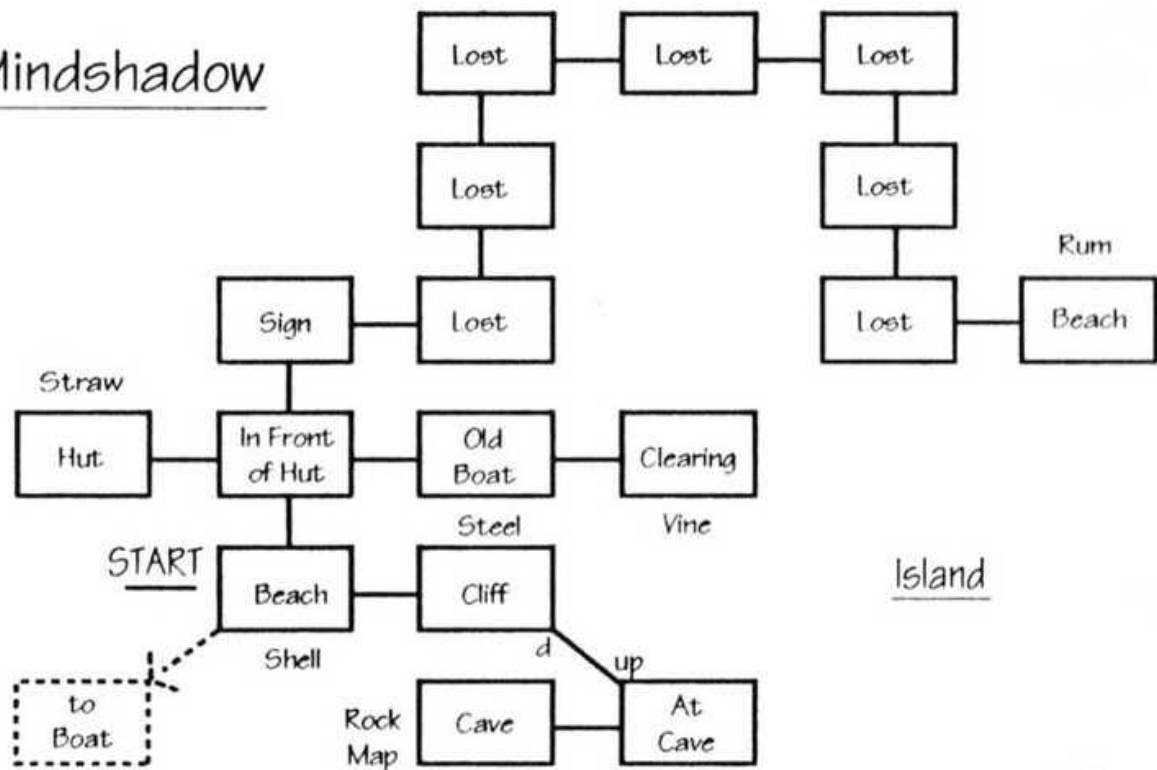 Mindshadow
Lost
Lost
Lost
Lost
Lost
Rum
Sign
Lost
Lost
Beach
Straw
Hut
In Front
of Hut
Old
Boat
Clearing
Steel
Vine
START
Beach
Cliff
Island
Shell
d
up
to
Boat
Rock
Map
Cave
At
Cave